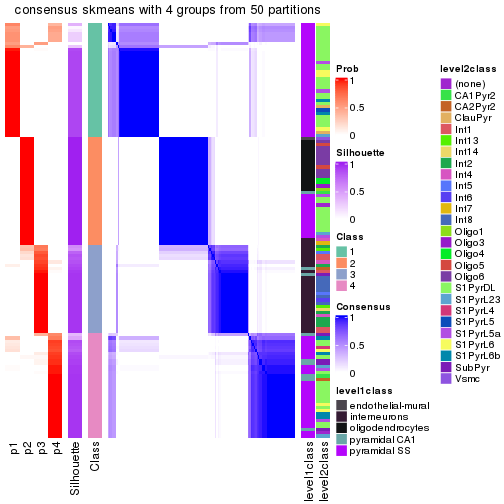 consensus skmeans with 4 groups from 50 partitions
Prob
1
0.5
0
Silhouette
1
0.5
0
Class
1
2
3
4
Consensus
1
0.5
0
level1class
endothelial-mural
interneurons
oligodendrocytes
pyramidal CA1
pyramidal SS
level2class
(none)
CA1Pyr2
CA2Pyr2
ClauPyr
Int1
Int13
Int14
Int2
Int4
Int5
Int6
Int7
Int8
Oligo1
Oligo3
Oligo4
Oligo5
Oligo6
S1PyrDL
S1PyrL23
S1PyrL4
S1PyrL5
S1PyrL5a
S1PyrL6
S1PyrL6b
SubPyr
Vsmc
p1
p2
p3
p4
Silhouette
Class
level1class
level2class